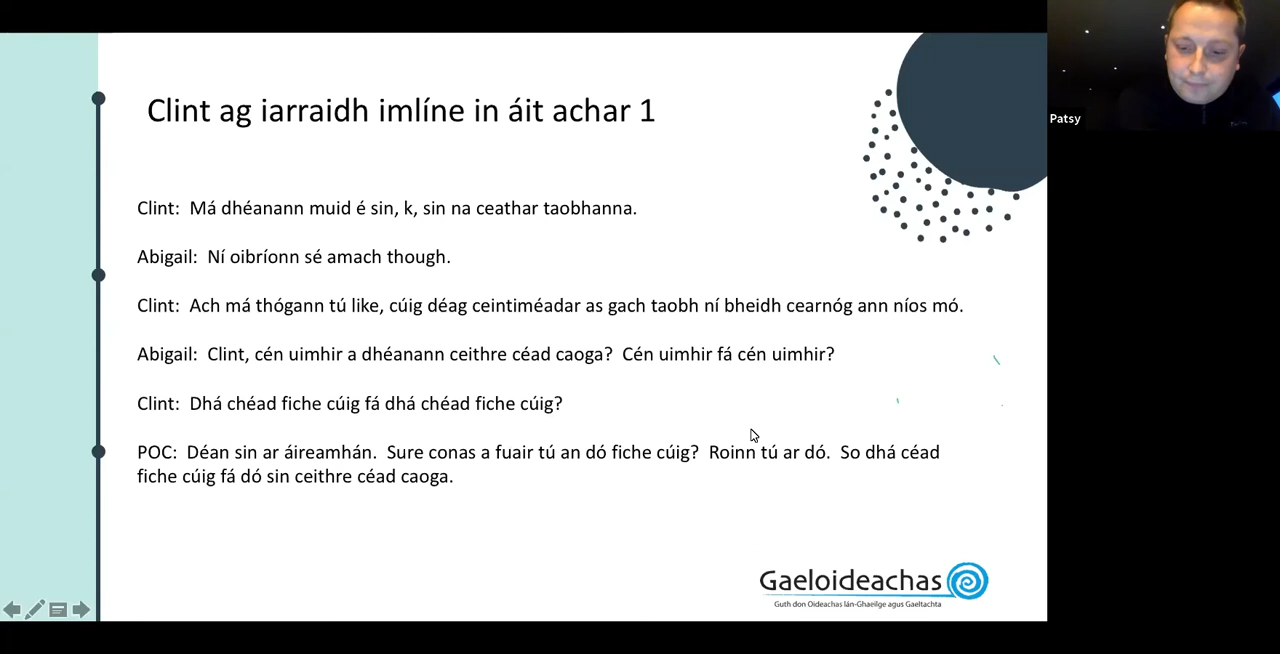 Clint ag iarraidh imlíne in áit achar 1
Patsy
Clint: Má dhéanann muid é sin, k, sin na ceathar taobhanna.
Abigail: Ní oibríonn sé amach though.
Clint: Ach má thógann tú like, cúig déag ceintiméadar as gach taobh ní bheidh cearnóg ann níos mó.
Abigail: Clint, cén uimhir a dhéanann ceithre céad caoga? Cén uimhir fá cén uimhir?
Clint: Dhá chéad fiche cúig fá dhá chéad fiche cúig?
POC: Déan sin ar áireamhán. Sure conas a fuair tú an dó fiche cúig? Roinn tú ar dó. So dhá céad
fiche cúig fá dó sin ceithre céad caoga.
Gaeloideachas
Guth don Oideachas lán-Ghaeilge agus Gaeltachta